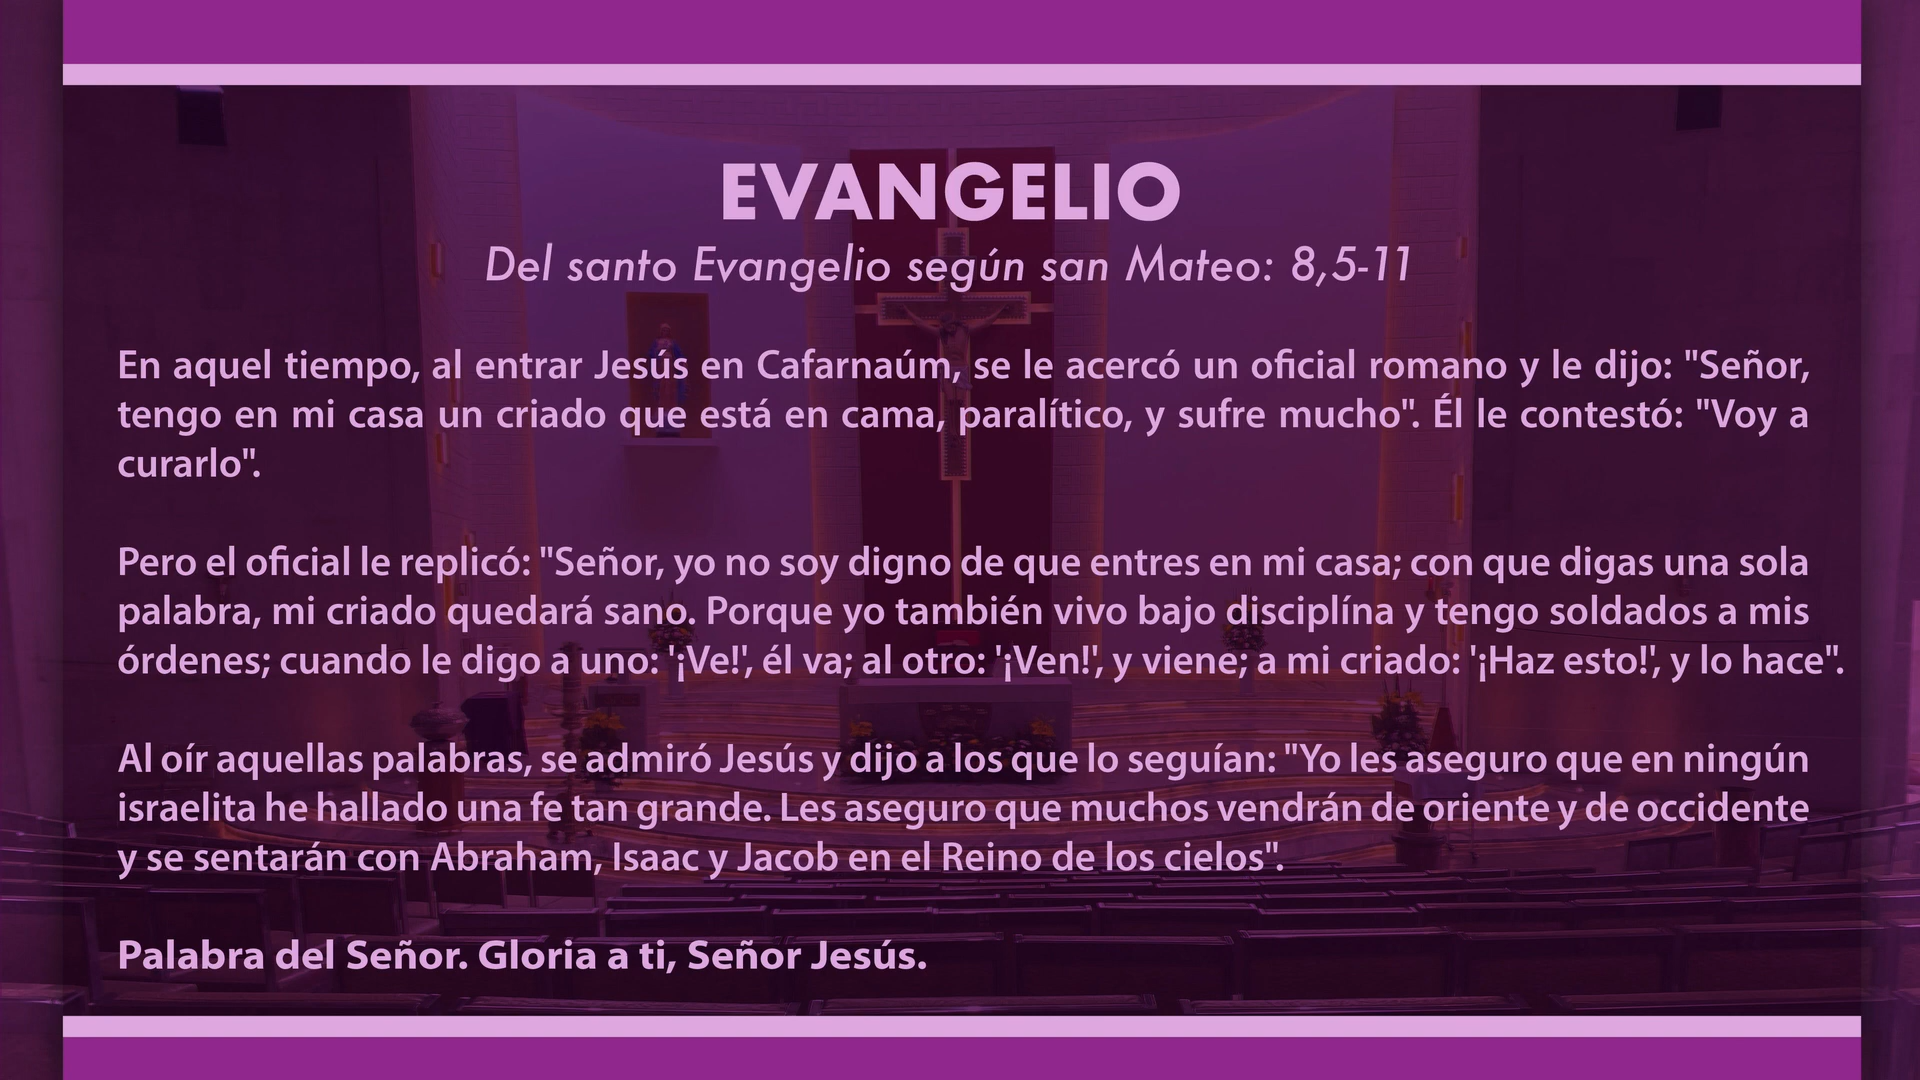 EVANGELIO
Del santo Evangelio según san Mateo: 8,5-11
En aquel tiempo, al entrar Jesús en Cafarnaúm, se le acercó un oficial romano y le dijo: "Señor,
tengo en mi casa un criado que está en cama, paralítico, y sufre mucho". Él le contestó: "Voy a
curarlo".
Pero el oficial le replicó: "Señor, yo no soy digno de que entres en mi casa; con que digas una sola
palabra, mi criado quedará sano. Porque yo también vivo bajo disciplína y tengo soldados a mis
órdenes; cuando le digo a uno: '¡Ve!', él va; al otro: '¡Ven!', y viene; a mi criado: '¡Haz esto!', y lo hace".
Al oír aquellas palabras, se admiró Jesús y dijo a los que lo seguían: "Yo les aseguro que en ningún
israelita he hallado una fe tan grande. Les aseguro que muchos vendrán de oriente y de occidente
y se sentarán con Abraham, Isaac y Jacob en el Reino de los cielos".
Palabra del Señor. Gloria a ti, Señor Jesús.